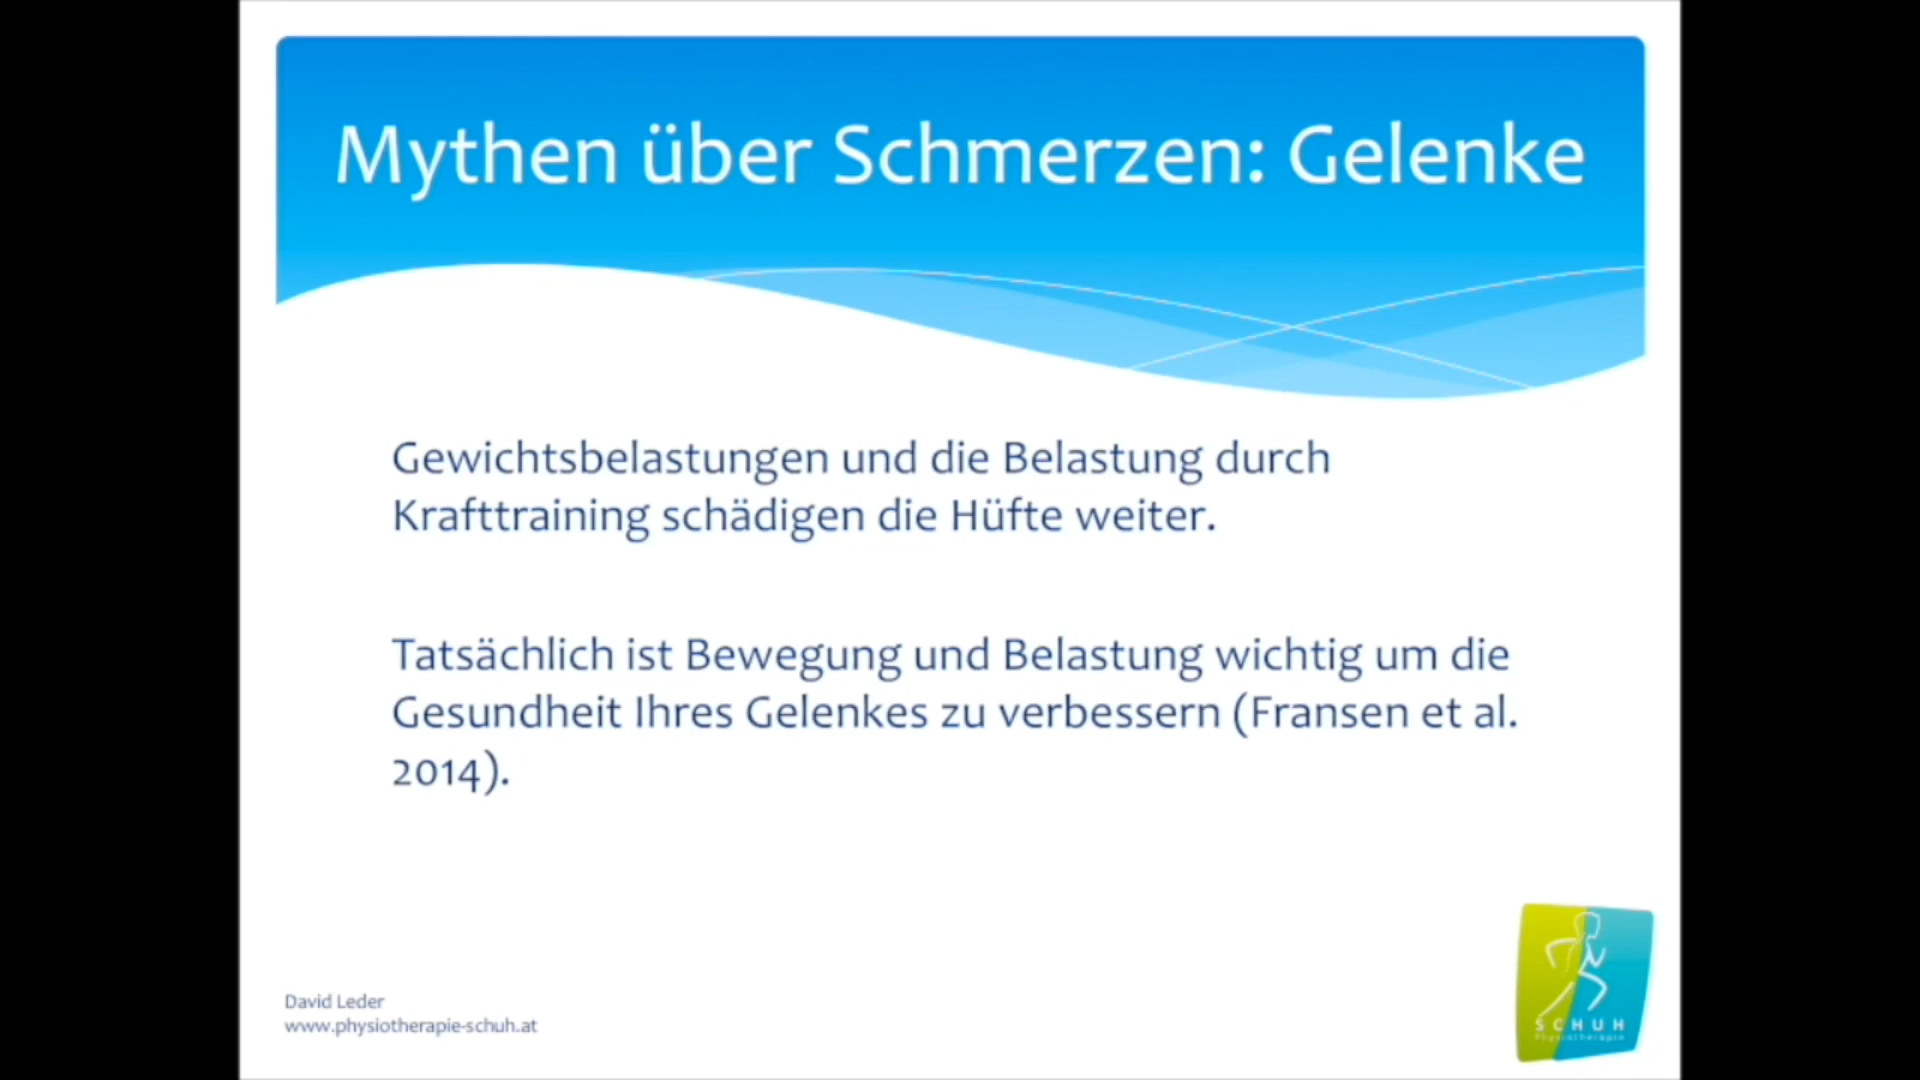 Mythen über Schmerzen: Gelenke
Gewichtsbelastungen und die Belastung durch
Krafttraining schädigen die Hüfte weiter.
Tatsächlich ist Bewegung und Belastung wichtig um die
Gesundheit Ihres Gelenkes zu verbessern (Fransen et al.
2014).
David Leder
www.physiotherapie-schuh.at
SCHUH
Physiotherapie